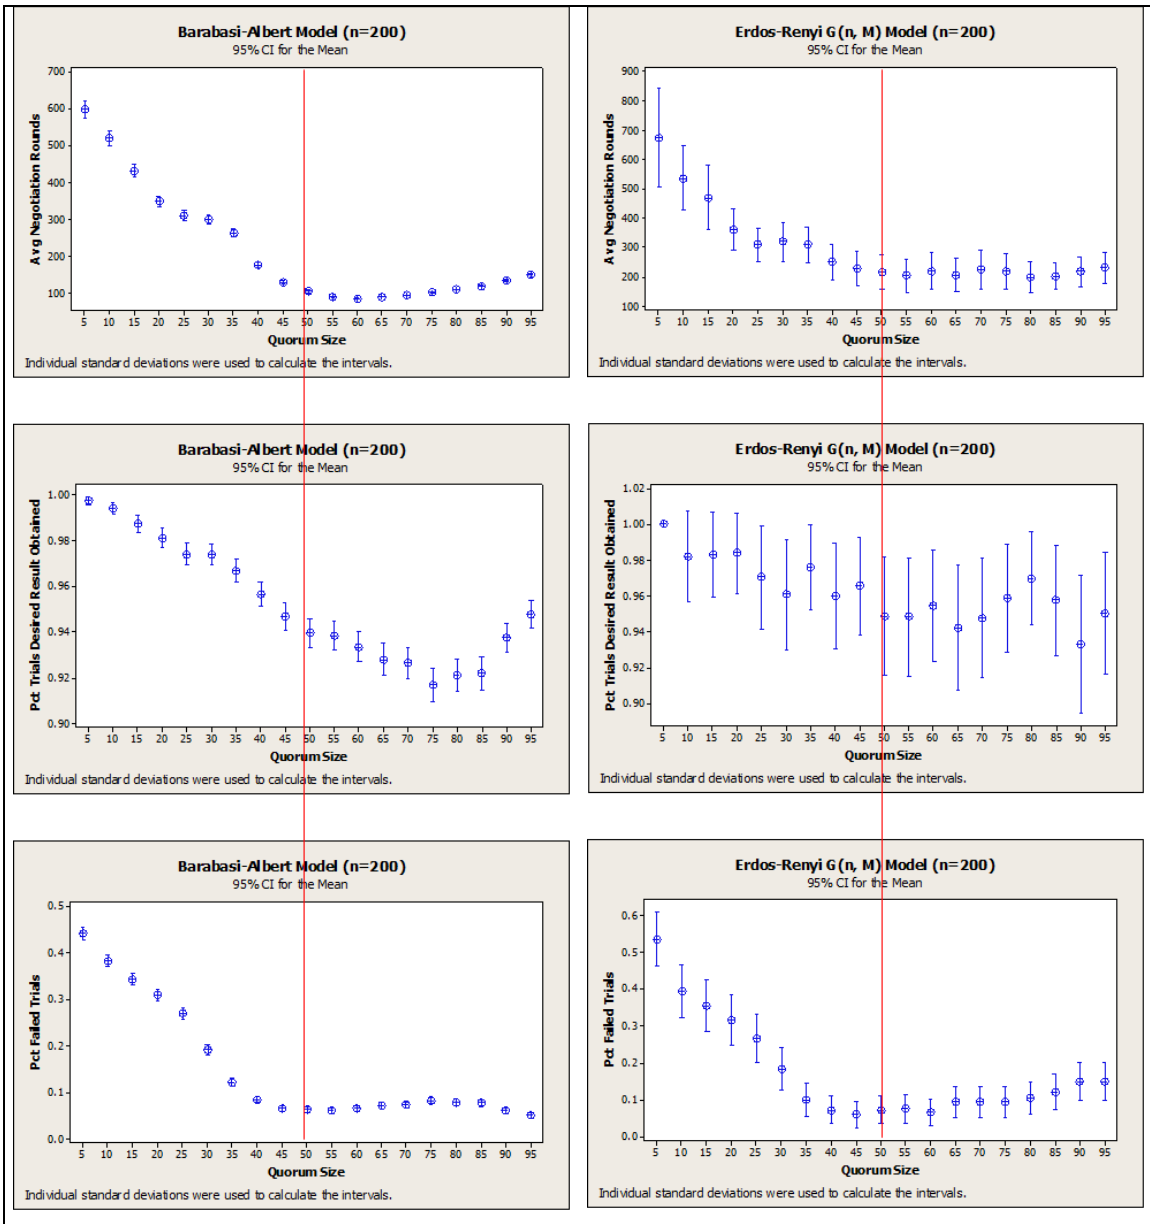 Barabasi-Albert Model (n=200)
95% CI for the Mean
Avg Negotiation Rounds
700
600
500
400
300
200
100
5 10 15 20 25 30 35 40 45 50 55 60 65 70 75 80 85 90 95
Quorum Size
Individual standard deviations were used to calculate the intervals.
Erdos-Renyi G(n, M) Model (n=200)
95% CI for the Mean
Avg Negotiation Rounds
900
800
700
600
500
400
300
200
100
5 10 15 20 25 30 35 40 45 50 55 60 65 70 75 80 85 90 95
Quorum Size
Individual standard deviations were used to calculate the intervals.
Barabasi-Albert Model (n=200)
95% CI for the Mean
Pct Trials Desired Result Obtained
1.00
0.98
0.96
0.94
0.92
0.90
5 10 15 20 25 30 35 40 45 50 55 60 65 70 75 80 85 90 95
Quorum Size
Individual standard deviations were used to calculate the intervals.
Erdos-Renyi G(n, M) Model (n=200)
95% CI for the Mean
Pct Trials Desired Result Obtained
1.02
1.00
0.98
0.96
0.94
0.92
0.90
5 10 15 20 25 30 35 40 45 50 55 60 65 70 75 80 85 90 95
Quorum Size
Individual standard deviations were used to calculate the intervals.
Barabasi-Albert Model (n=200)
95% CI for the Mean
Pct Failed Trials
0.5
0.4
0.3
0.2
0.1
0.0
5 10 15 20 25 30 35 40 45 50 55 60 65 70 75 80 85 90 95
Quorum Size
Individual standard deviations were used to calculate the intervals.
Erdos-Renyi G(n, M) Model (n=200)
95% CI for the Mean
Pct Failed Trials
0.6
0.5
0.4
0.3
0.2
0.1
0.0
5 10 15 20 25 30 35 40 45 50 55 60 65 70 75 80 85 90 95
Quorum Size
Individual standard deviations were used to calculate the intervals.